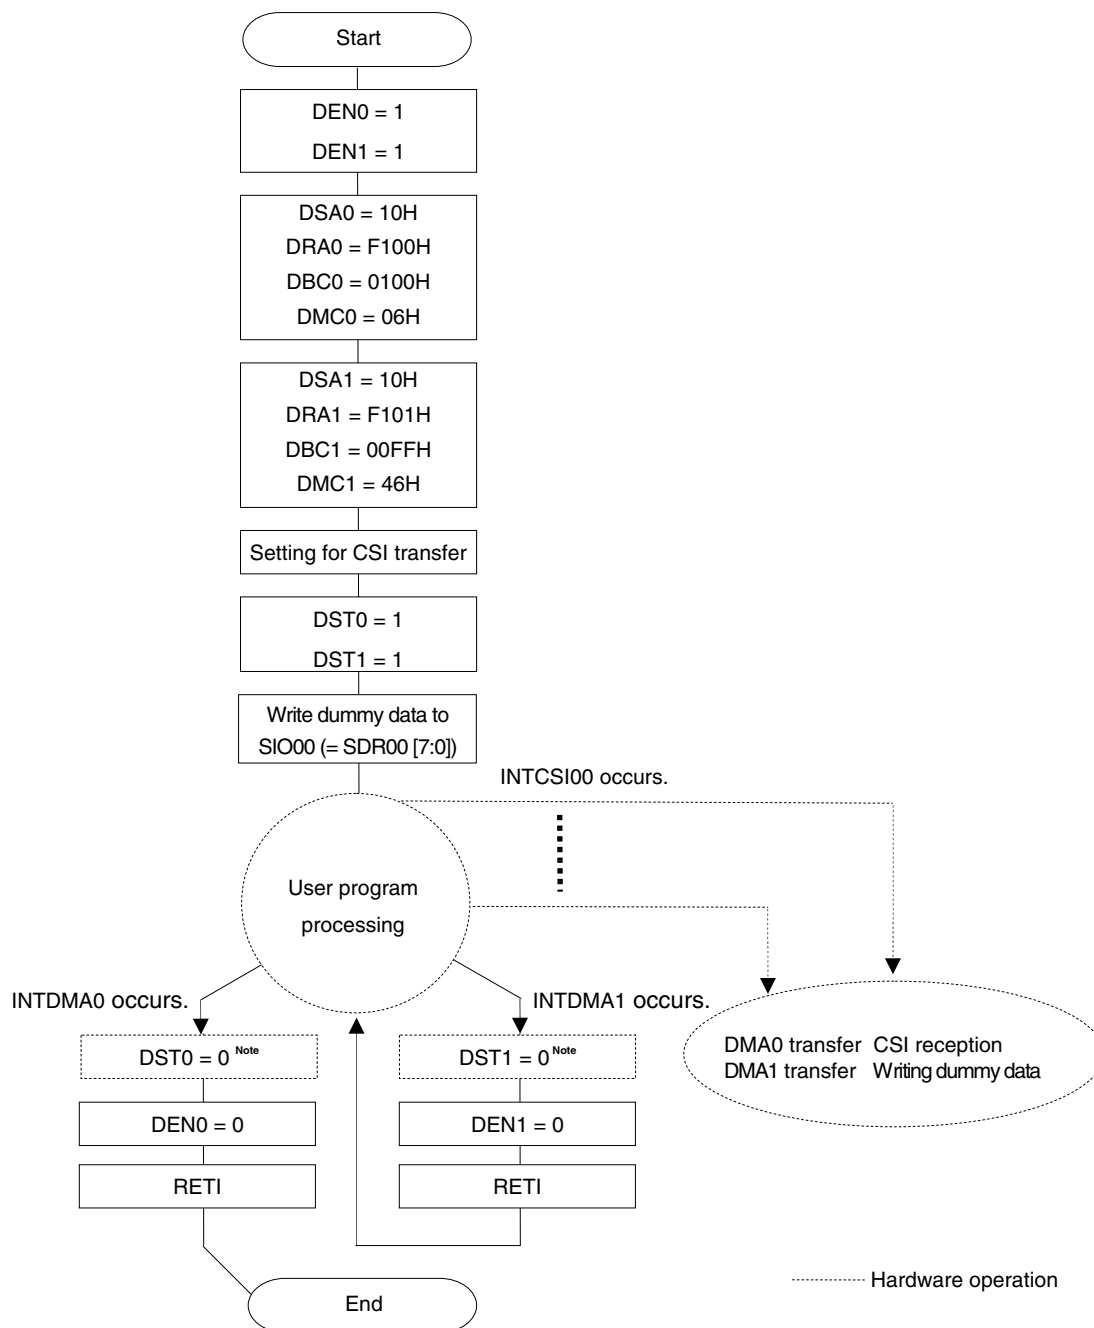 Start
DEN0 = 1
DEN1 = 1
DSA0 = 10H
DRA0 = F100H
DBC0 = 0100H
DMC0 = 06H
DSA1 = 10H
DRA1 = F101H
DBC1 = 00FFH
DMC1 = 46H
Setting for CSI transfer
DST0 = 1
DST1 = 1
Write dummy data to
SIO00 (= SDR00 [7:0])
INTCSI00 occurs.
User program
processing
INTDMA0 occurs.
INTDMA1 occurs.
DST0 = 0 Note
DST1 = 0 Note
DMA0 transfer CSI reception
DMA1 transfer Writing dummy data
DEN0 = 0
DEN1 = 0
RETI
RETI
Hardware operation
End